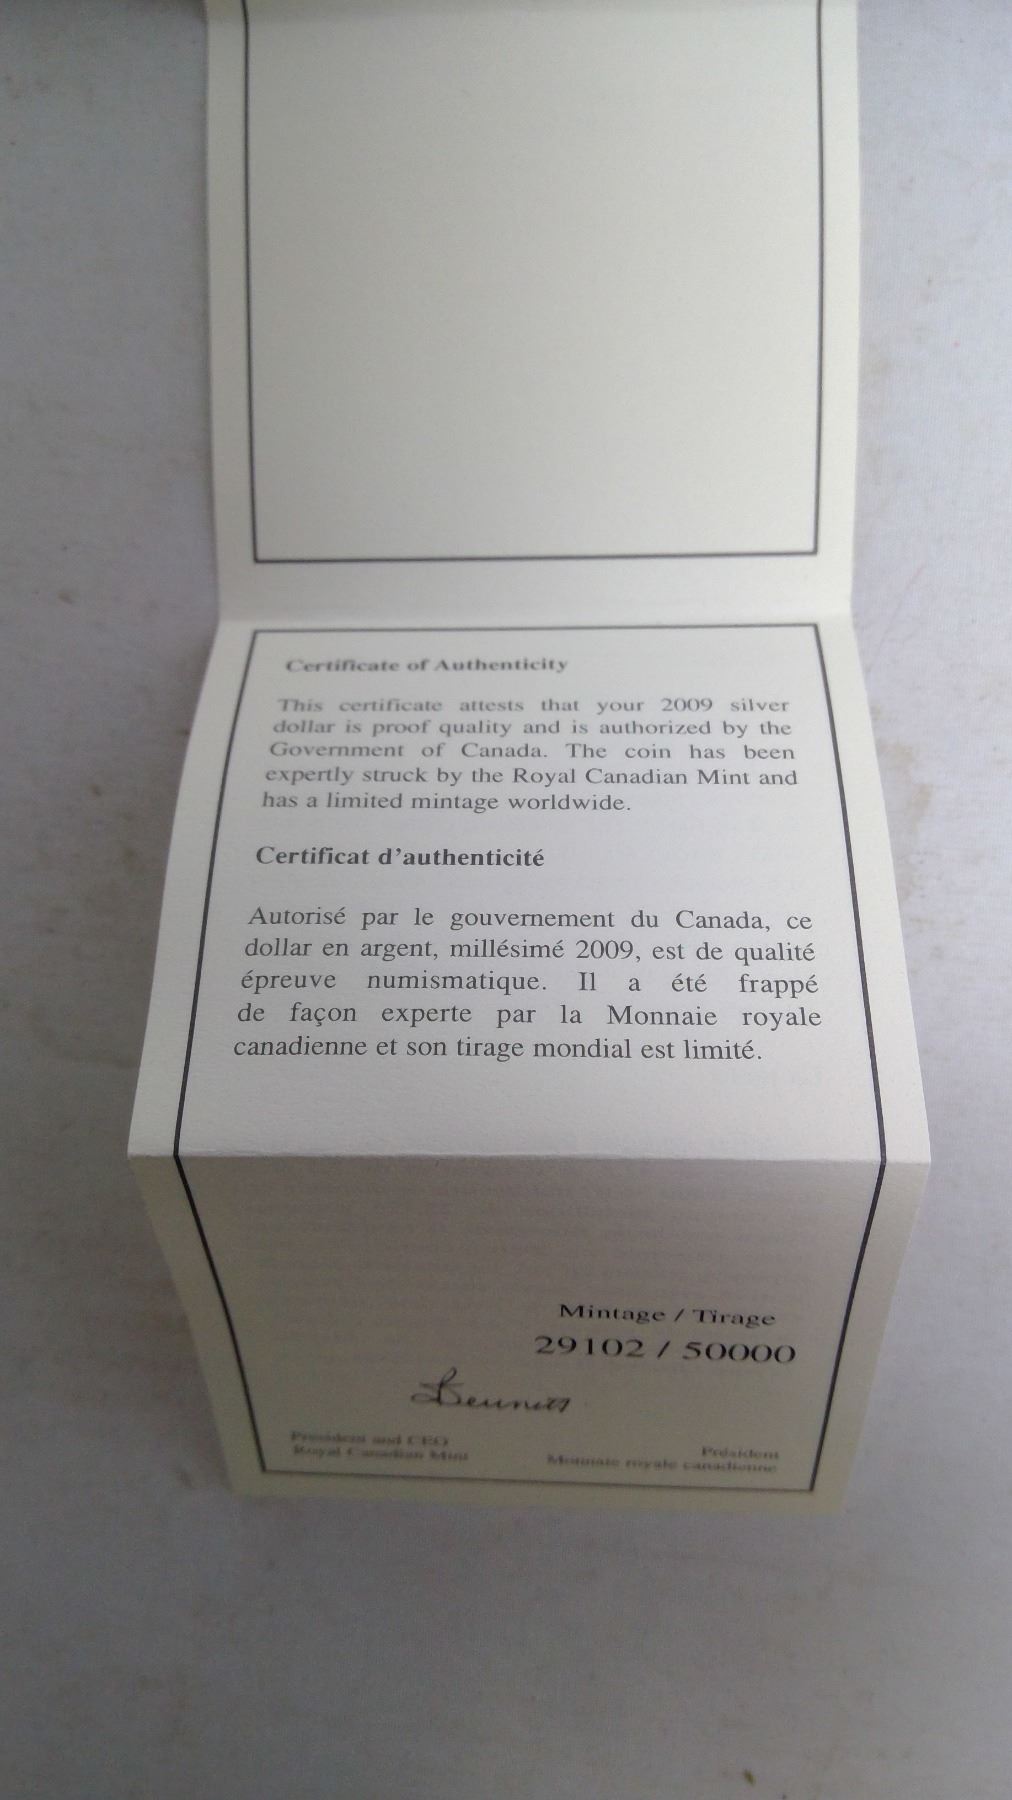 Certificate of Authenticity
This certificate attests that your 2009 silver
dollar is proof quality and is authorized by the
Government of Canada. The coin has been
expertly struck by the Royal Canadian Mint and
has a limited mintage worldwide.
Certificat d'authenticité
Autorisé par le gouvernement du Canada, ce
dollar en argent, millésimé 2009, est de qualité
épreuve numismatique. Il a été frappé
de façon experte par la Monnaie royale
canadienne et son tirage mondial est limité.
Mintage / Tirage
29102 / 50000
President and CEO
Royal Canadian Mint
Président
Monnaie royale canadienne